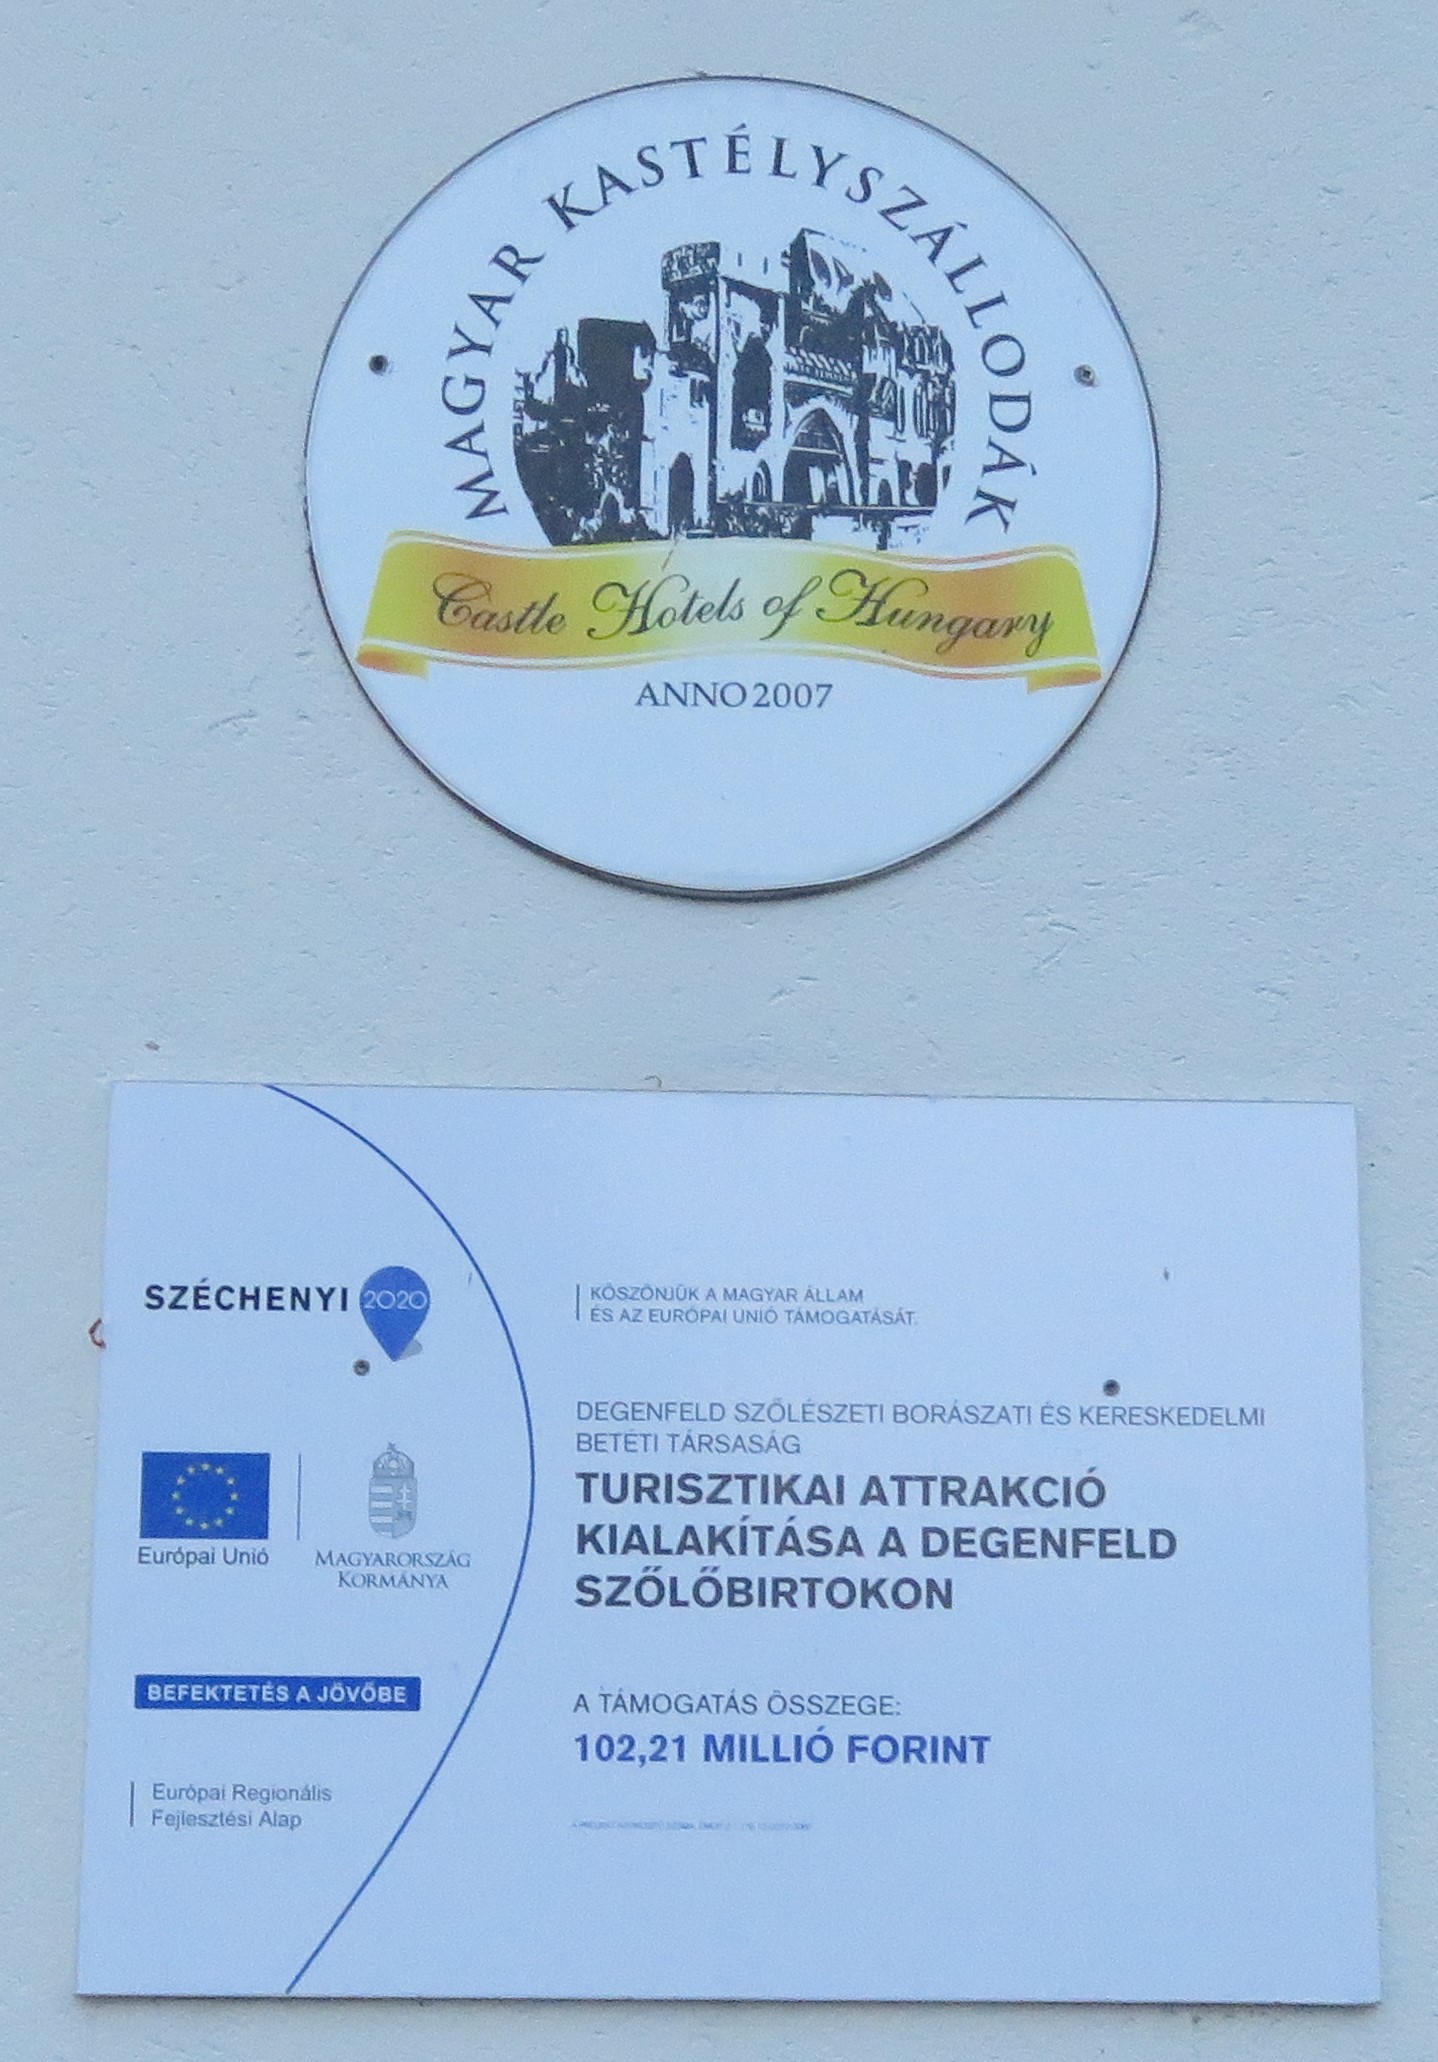 MAGYAR KASTÉLYSZÁLLODÁK
Castle Hotels of Hungary
ANNO 2007
SZÉCHENYI 2020
Európai Unió
MAGYARORSZÁG
KORMÁNYA
BEFEKTETÉS A JÖVŐBE
Európai Regionális
Fejlesztési Alap
KÖSZÖNJÜK A MAGYAR ÁLLAM
ÉS AZ EURÓPAI UNIÓ TÁMOGATÁSÁT.
DEGENFELD SZŐLÉSZETI BORÁSZATI ÉS KERESKEDELMI
BETÉTI TÁRSASÁG
TURISZTIKAI ATTRAKCIÓ
KIALAKÍTÁSA A DEGENFELD
SZŐLŐBIRTOKON
A TÁMOGATÁS ÖSSZEGE:
102,21 MILLIÓ FORINT